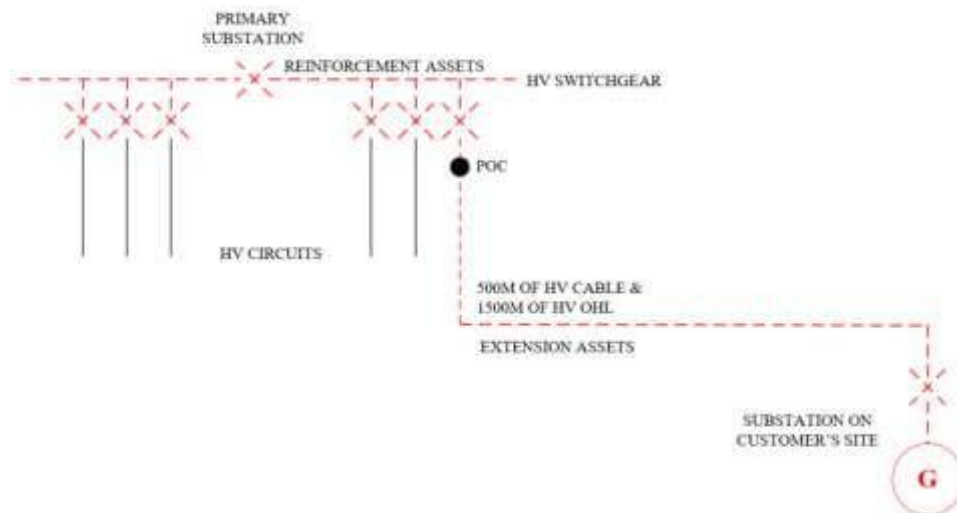 PRIMARY
SUBSTATION
REINFORCEMENT ASSETS
HV SWITCHGEAR
POC
HV CIRCUITS
500M OF HV CABLE &
1500M OF HV OHL
EXTENSION ASSETS
SUBSTATION ON
CUSTOMER'S SITE
G